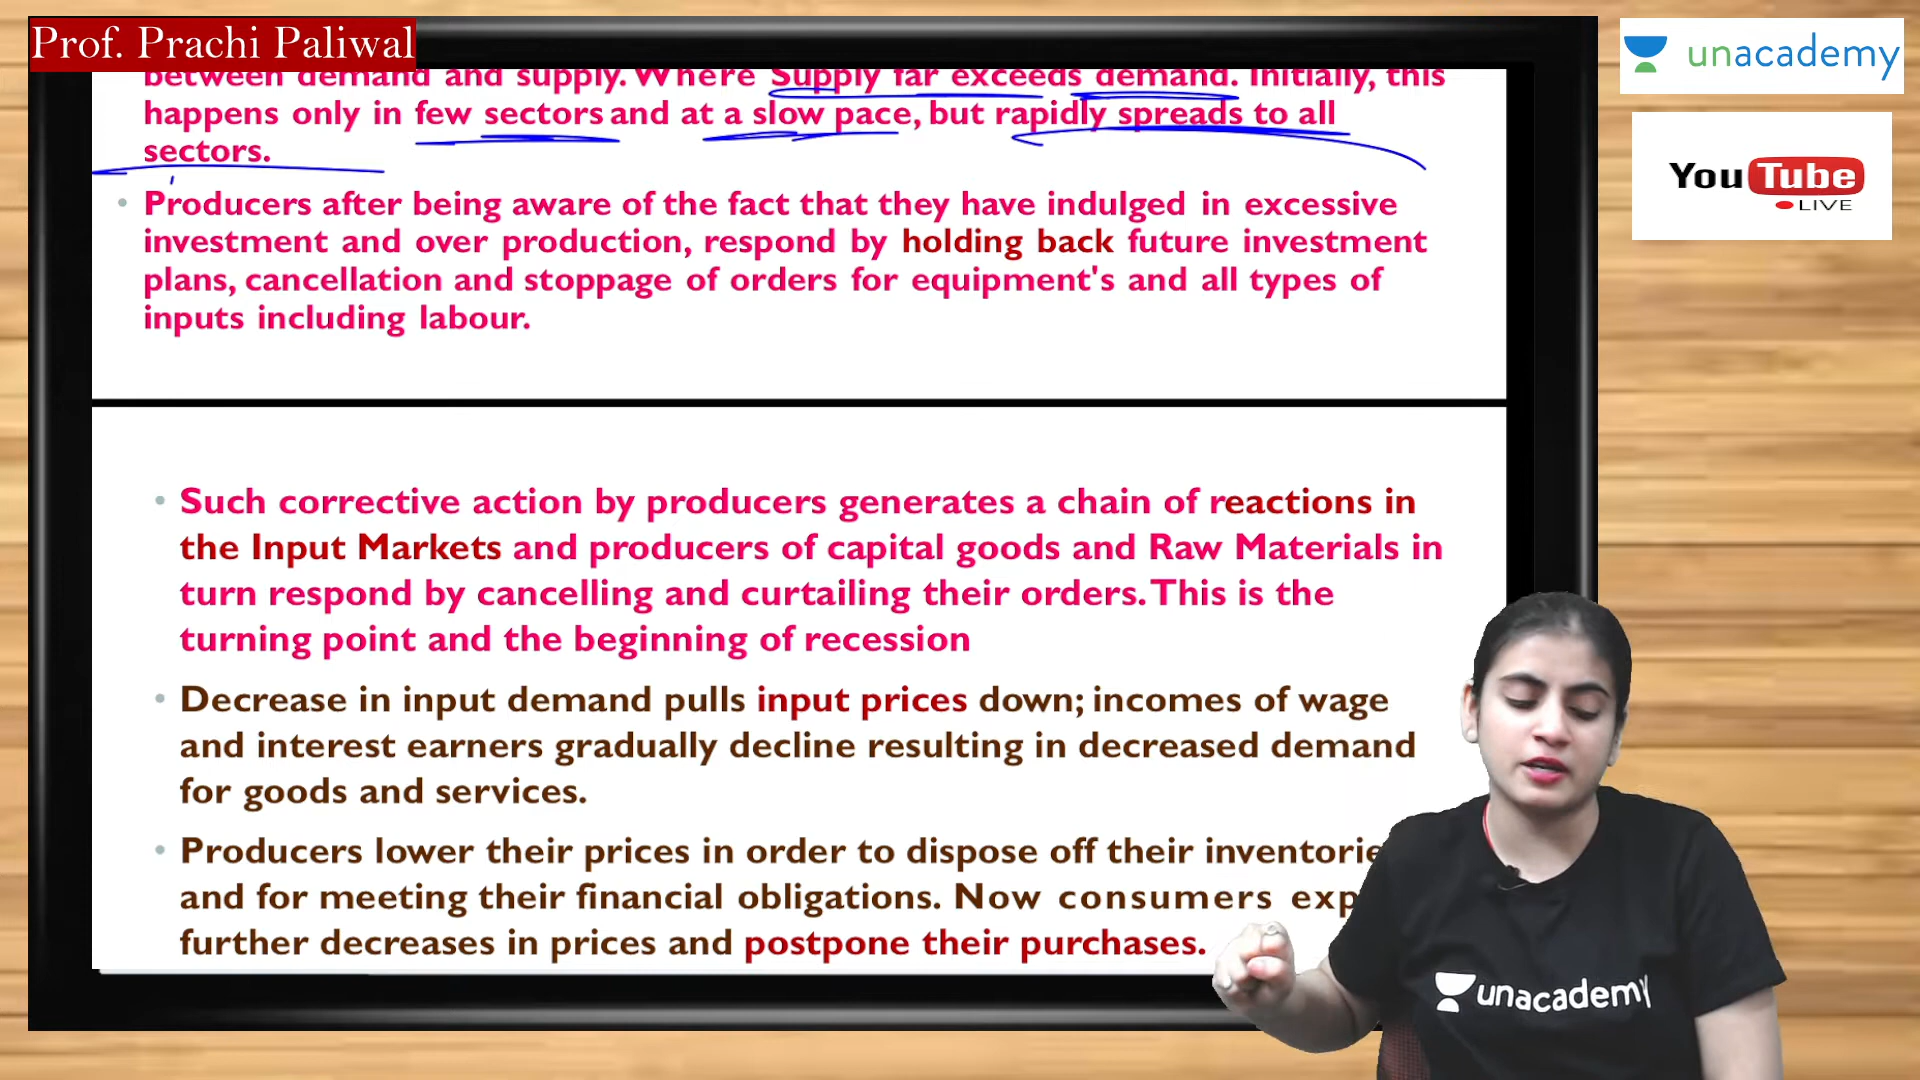 Prof. Prachi Paliwal
unacademy
You Tube
LIVE
between demand and supply. Where Supply far exceeds demand. Initially, this
happens only in few sectors and at a slow pace, but rapidly spreads to all
sectors.
• Producers after being aware of the fact that they have indulged in excessive
investment and over production, respond by holding back future investment
plans, cancellation and stoppage of orders for equipment's and all types of
inputs including labour.
• Such corrective action by producers generates a chain of reactions in
the Input Markets and producers of capital goods and Raw Materials in
turn respond by cancelling and curtailing their orders. This is the
turning point and the beginning of recession
• Decrease in input demand pulls input prices down; incomes of wage
and interest earners gradually decline resulting in decreased demand
for goods and services.
• Producers lower their prices in order to dispose off their
and for meeting their financial obligations. Now consumers
further decreases in prices and postpone their purchases.
unacademy